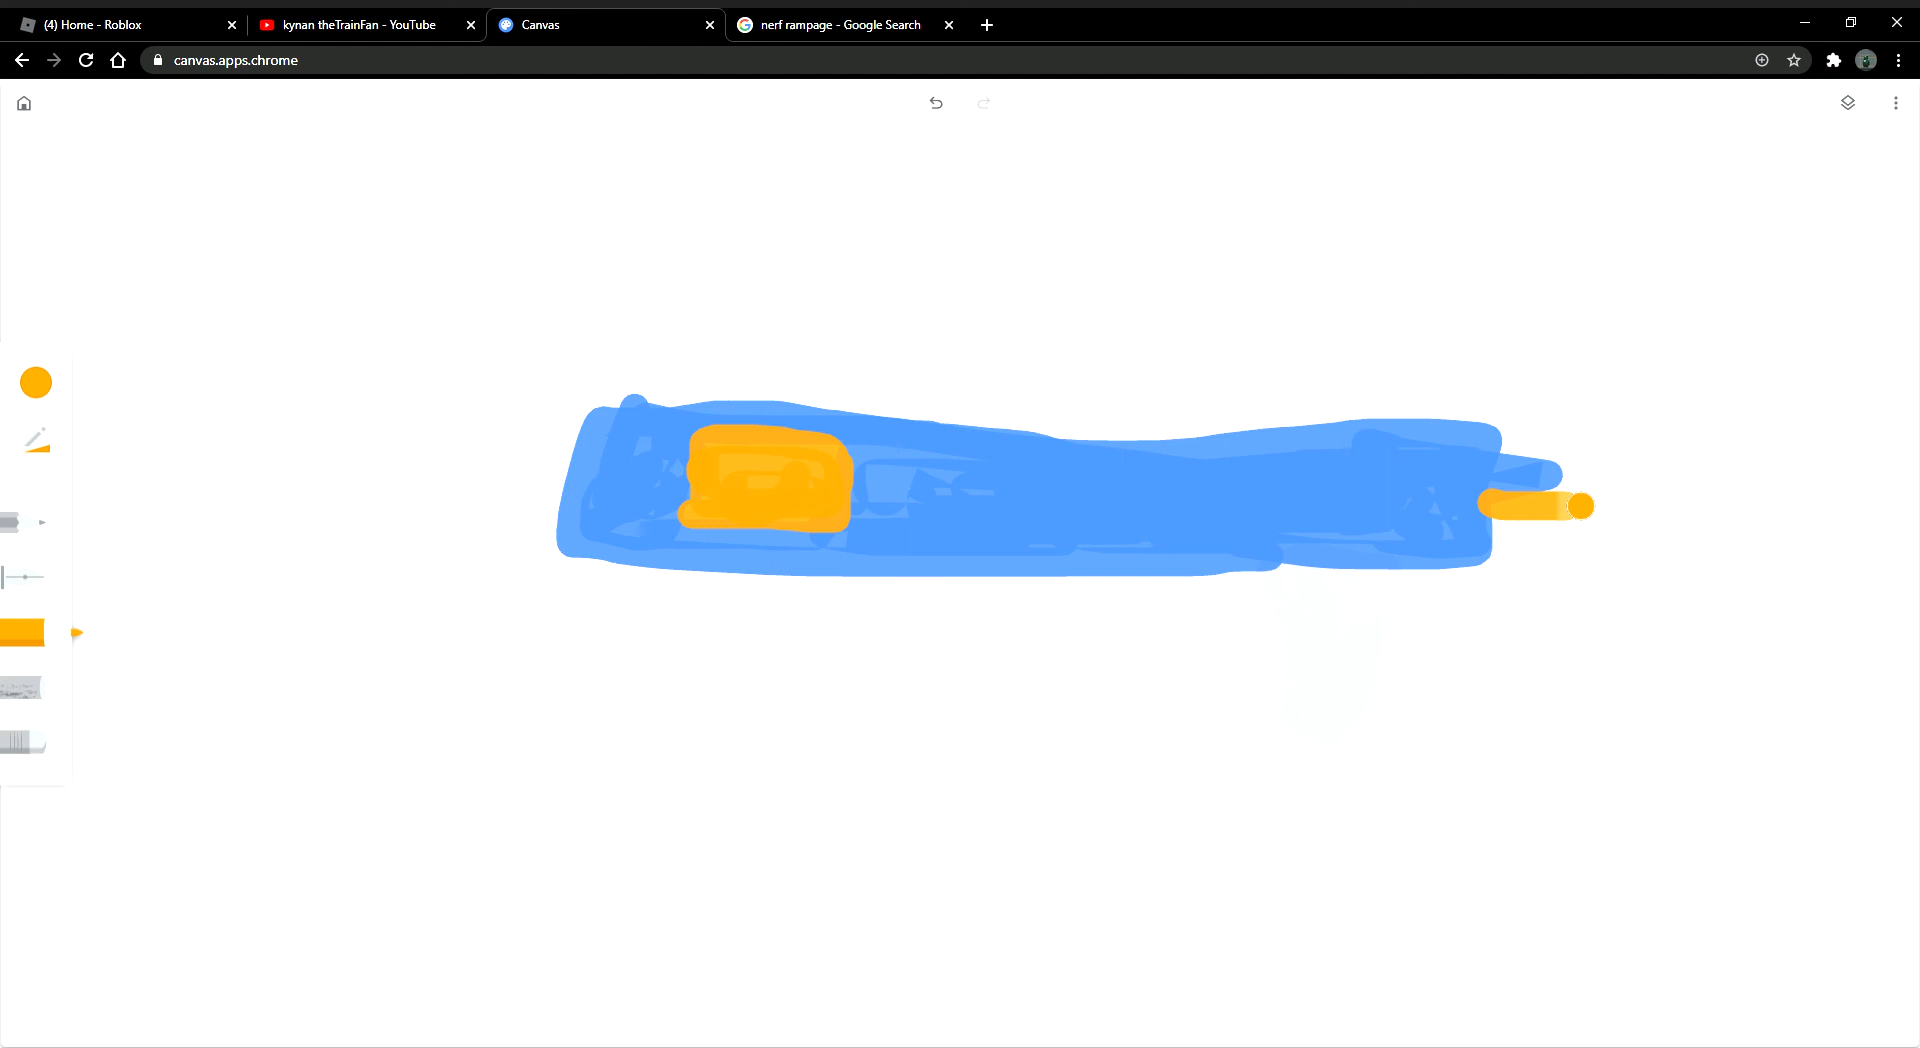 (4) Home - Roblox
kynan theTrainFan - YouTube
Canvas
nerf rampage - Google Search
canvas.apps.chrome